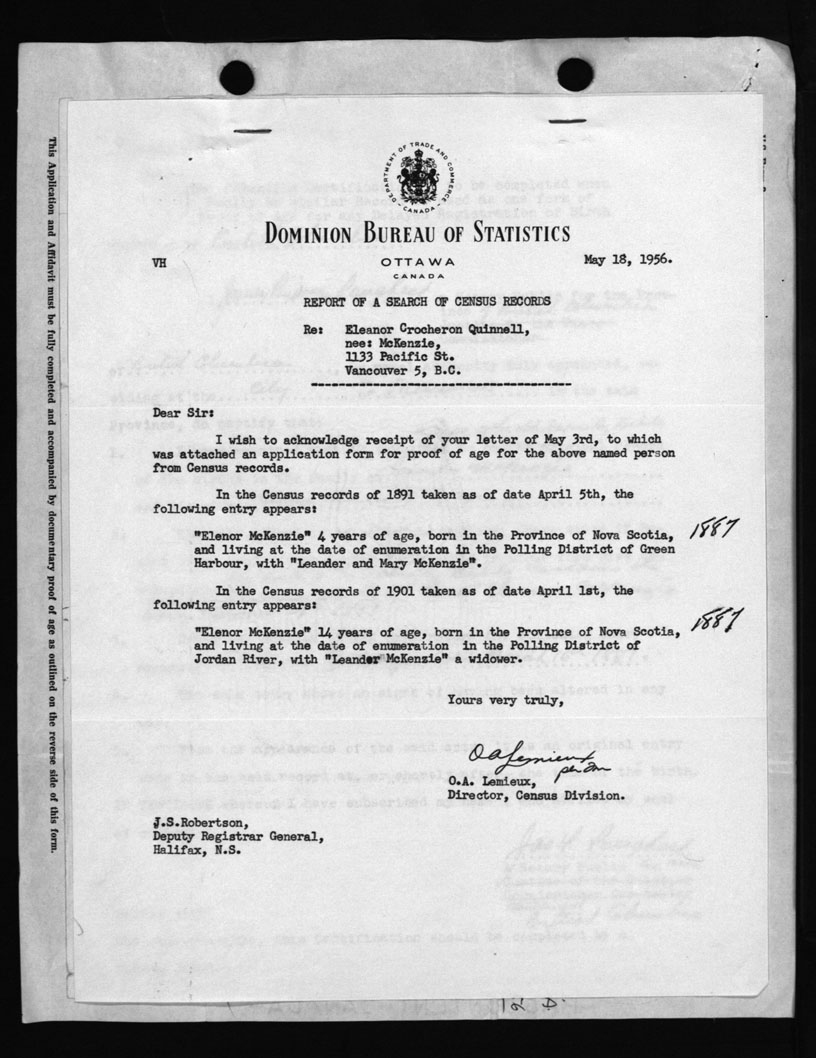 DEPARTMENT OF TRADE AND COMMERCE
CANADA
DOMINION BUREAU OF STATISTICS
VH
OTTAWA
CANADA
May 18, 1956.
REPORT OF A SEARCH OF CENSUS RECORDS
Re: Eleanor Crocheron Quinnell,
nee: McKenzie,
1133 Pacific St.
Vancouver 5, B.C.
Dear Sir:
I wish to acknowledge receipt of your letter of May 3rd, to which
was attached an application form for proof of age for the above named person
from Census records.
In the Census records of 1891 taken as of date April 5th, the
following entry appears:
"Elenor McKenzie" 4 years of age, born in the Province of Nova Scotia,
and living at the date of enumeration in the Polling District of Green
Harbour, with "Leander and Mary McKenzie".
1887
In the Census records of 1901 taken as of date April 1st, the
following entry appears:
"Elenor McKenzie" 14 years of age, born in the Province of Nova Scotia,
and living at the date of enumeration in the Polling District of
Jordan River, with "Leander McKenzie" a widower.
1887
Yours very truly,
OALemieux
per
O.A. Lemieux,
Director, Census Division.
J.S.Robertson,
Deputy Registrar General,
Halifax, N.S.
This Application and Affidavit must be fully completed and accompanied by documentary proof of age as outlined on the reverse side of this form.